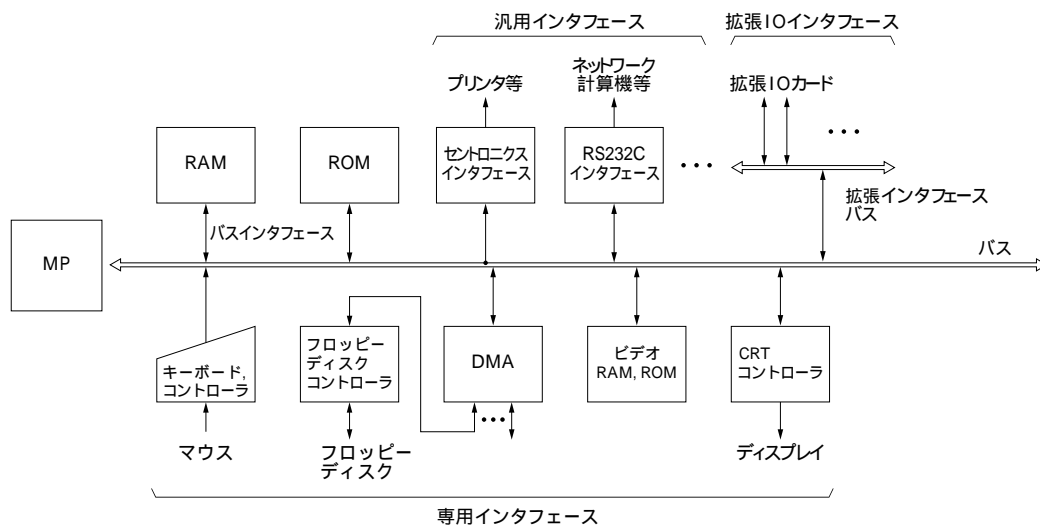 汎用インタフェース
拡張IOインタフェース
プリンタ等
ネットワーク
計算機等
拡張IOカード
RAM
ROM
セントロニクス
インタフェース
RS232C
インタフェース
拡張インタフェース
バス
バスインタフェース
MP
バス
キーボード,
コントローラ
フロッピー
ディスク
コントローラ
DMA
ビデオ
RAM, ROM
CRT
コントローラ
マウス
フロッピー
ディスク
ディスプレイ
専用インタフェース